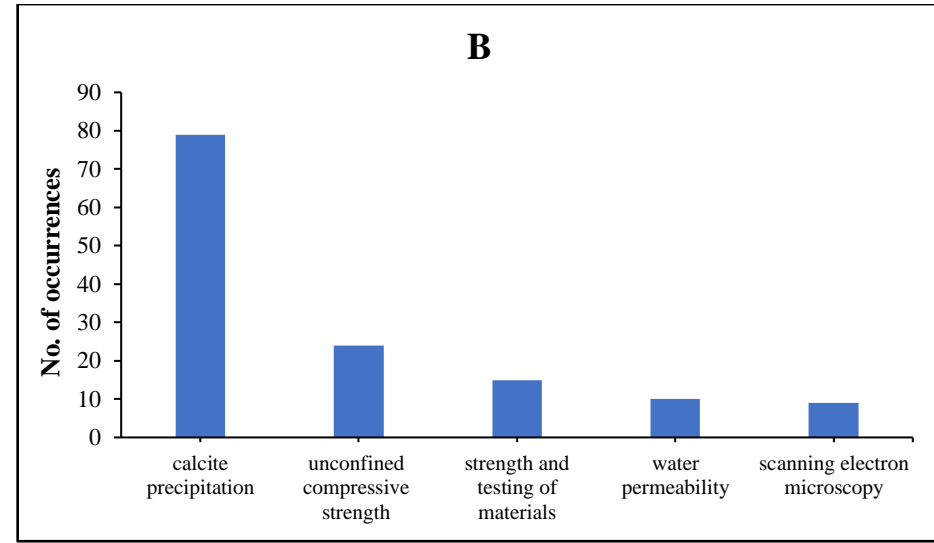 B
No. of occurrences
90
80
70
60
50
40
30
20
10
0
calcite
precipitation
unconfined
compressive
strength
strength and
testing of
materials
water
permeability
scanning electron
microscopy